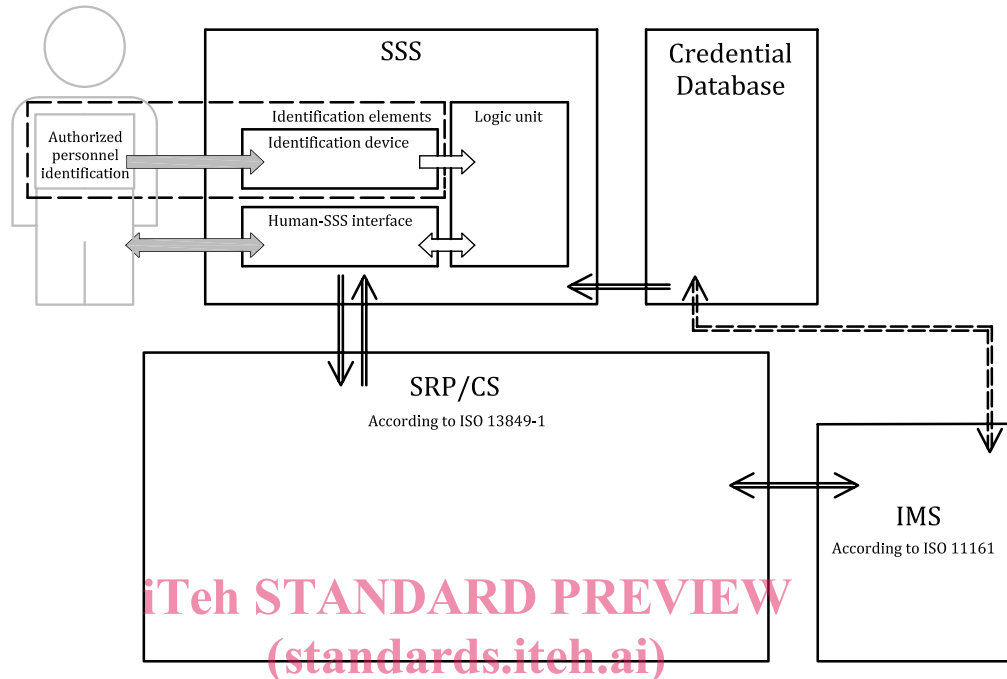 SSS
Credential
Database
Identification elements
Logic unit
Authorized
personnel
identification
Identification device
Human-SSS interface
SRP/CS
According to ISO 13849-1
IMS
According to ISO 11161
iTeh STANDARD PREVIEW
(standards.iteh.ai)